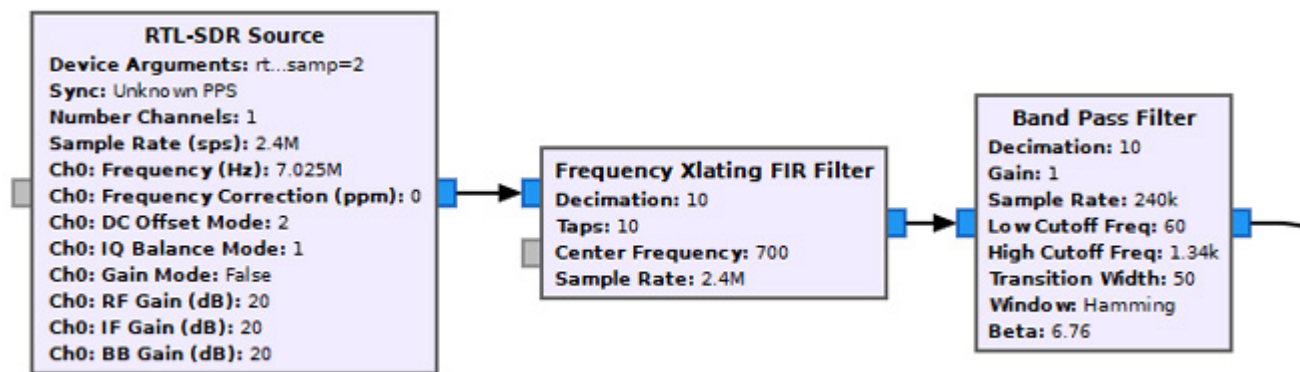 RTL-SDR Source
Device Arguments: rt...samp=2
Sync: Unknown PPS
Number Channels: 1
Sample Rate (sps): 2.4M
Ch0: Frequency (Hz): 7.025M
Ch0: Frequency Correction (ppm): 0
Ch0: DC Offset Mode: 2
Ch0: IQ Balance Mode: 1
Ch0: Gain Mode: False
Ch0: RF Gain (dB): 20
Ch0: IF Gain (dB): 20
Ch0: BB Gain (dB): 20
Frequency Xlating FIR Filter
Decimation: 10
Taps: 10
Center Frequency: 700
Sample Rate: 2.4M
Band Pass Filter
Decimation: 10
Gain: 1
Sample Rate: 240k
Low Cutoff Freq: 60
High Cutoff Freq: 1.34k
Transition Width: 50
Window: Hamming
Beta: 6.76